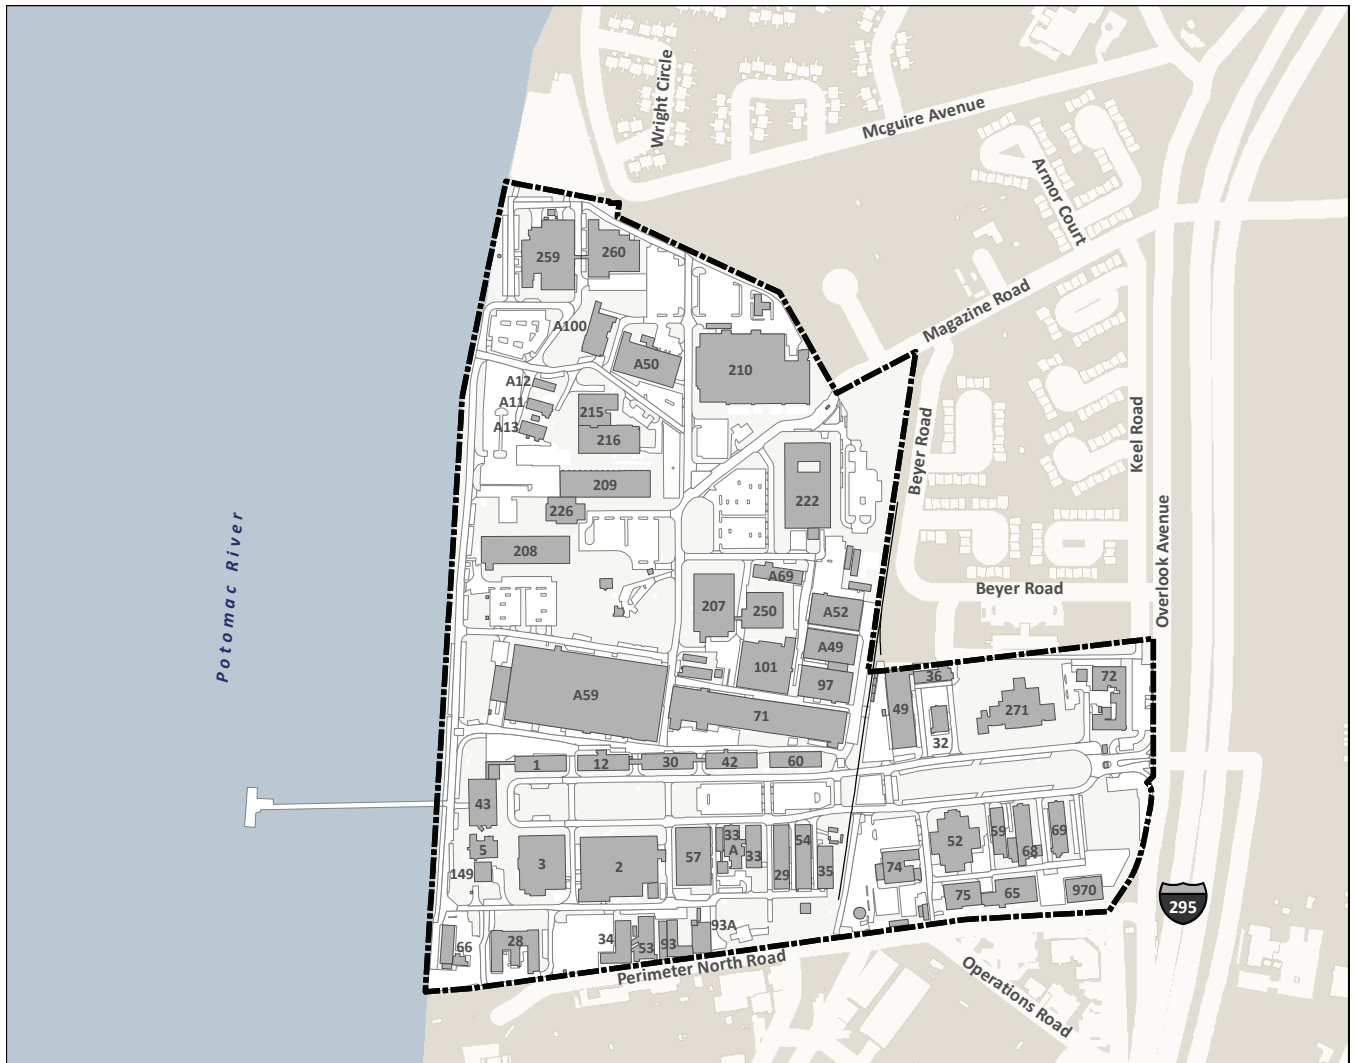 Wright Circle
Mcguire Avenue
Armor Court
Magazine Road
259
260
A100
A50
210
A12
A11
A13
215
216
Beyer Road
Keel Road
209
226
222
208
Potomac River
Overlook Avenue
A69
207
250
A52
Beyer Road
A49
101
97
A59
71
36
72
49
271
32
1
12
30
42
60
43
5
149
3
2
57
33
A
33
29
54
35
74
52
59
68
69
75
65
970
295
66
28
34
53
93
93A
Perimeter North Road
Operations Road